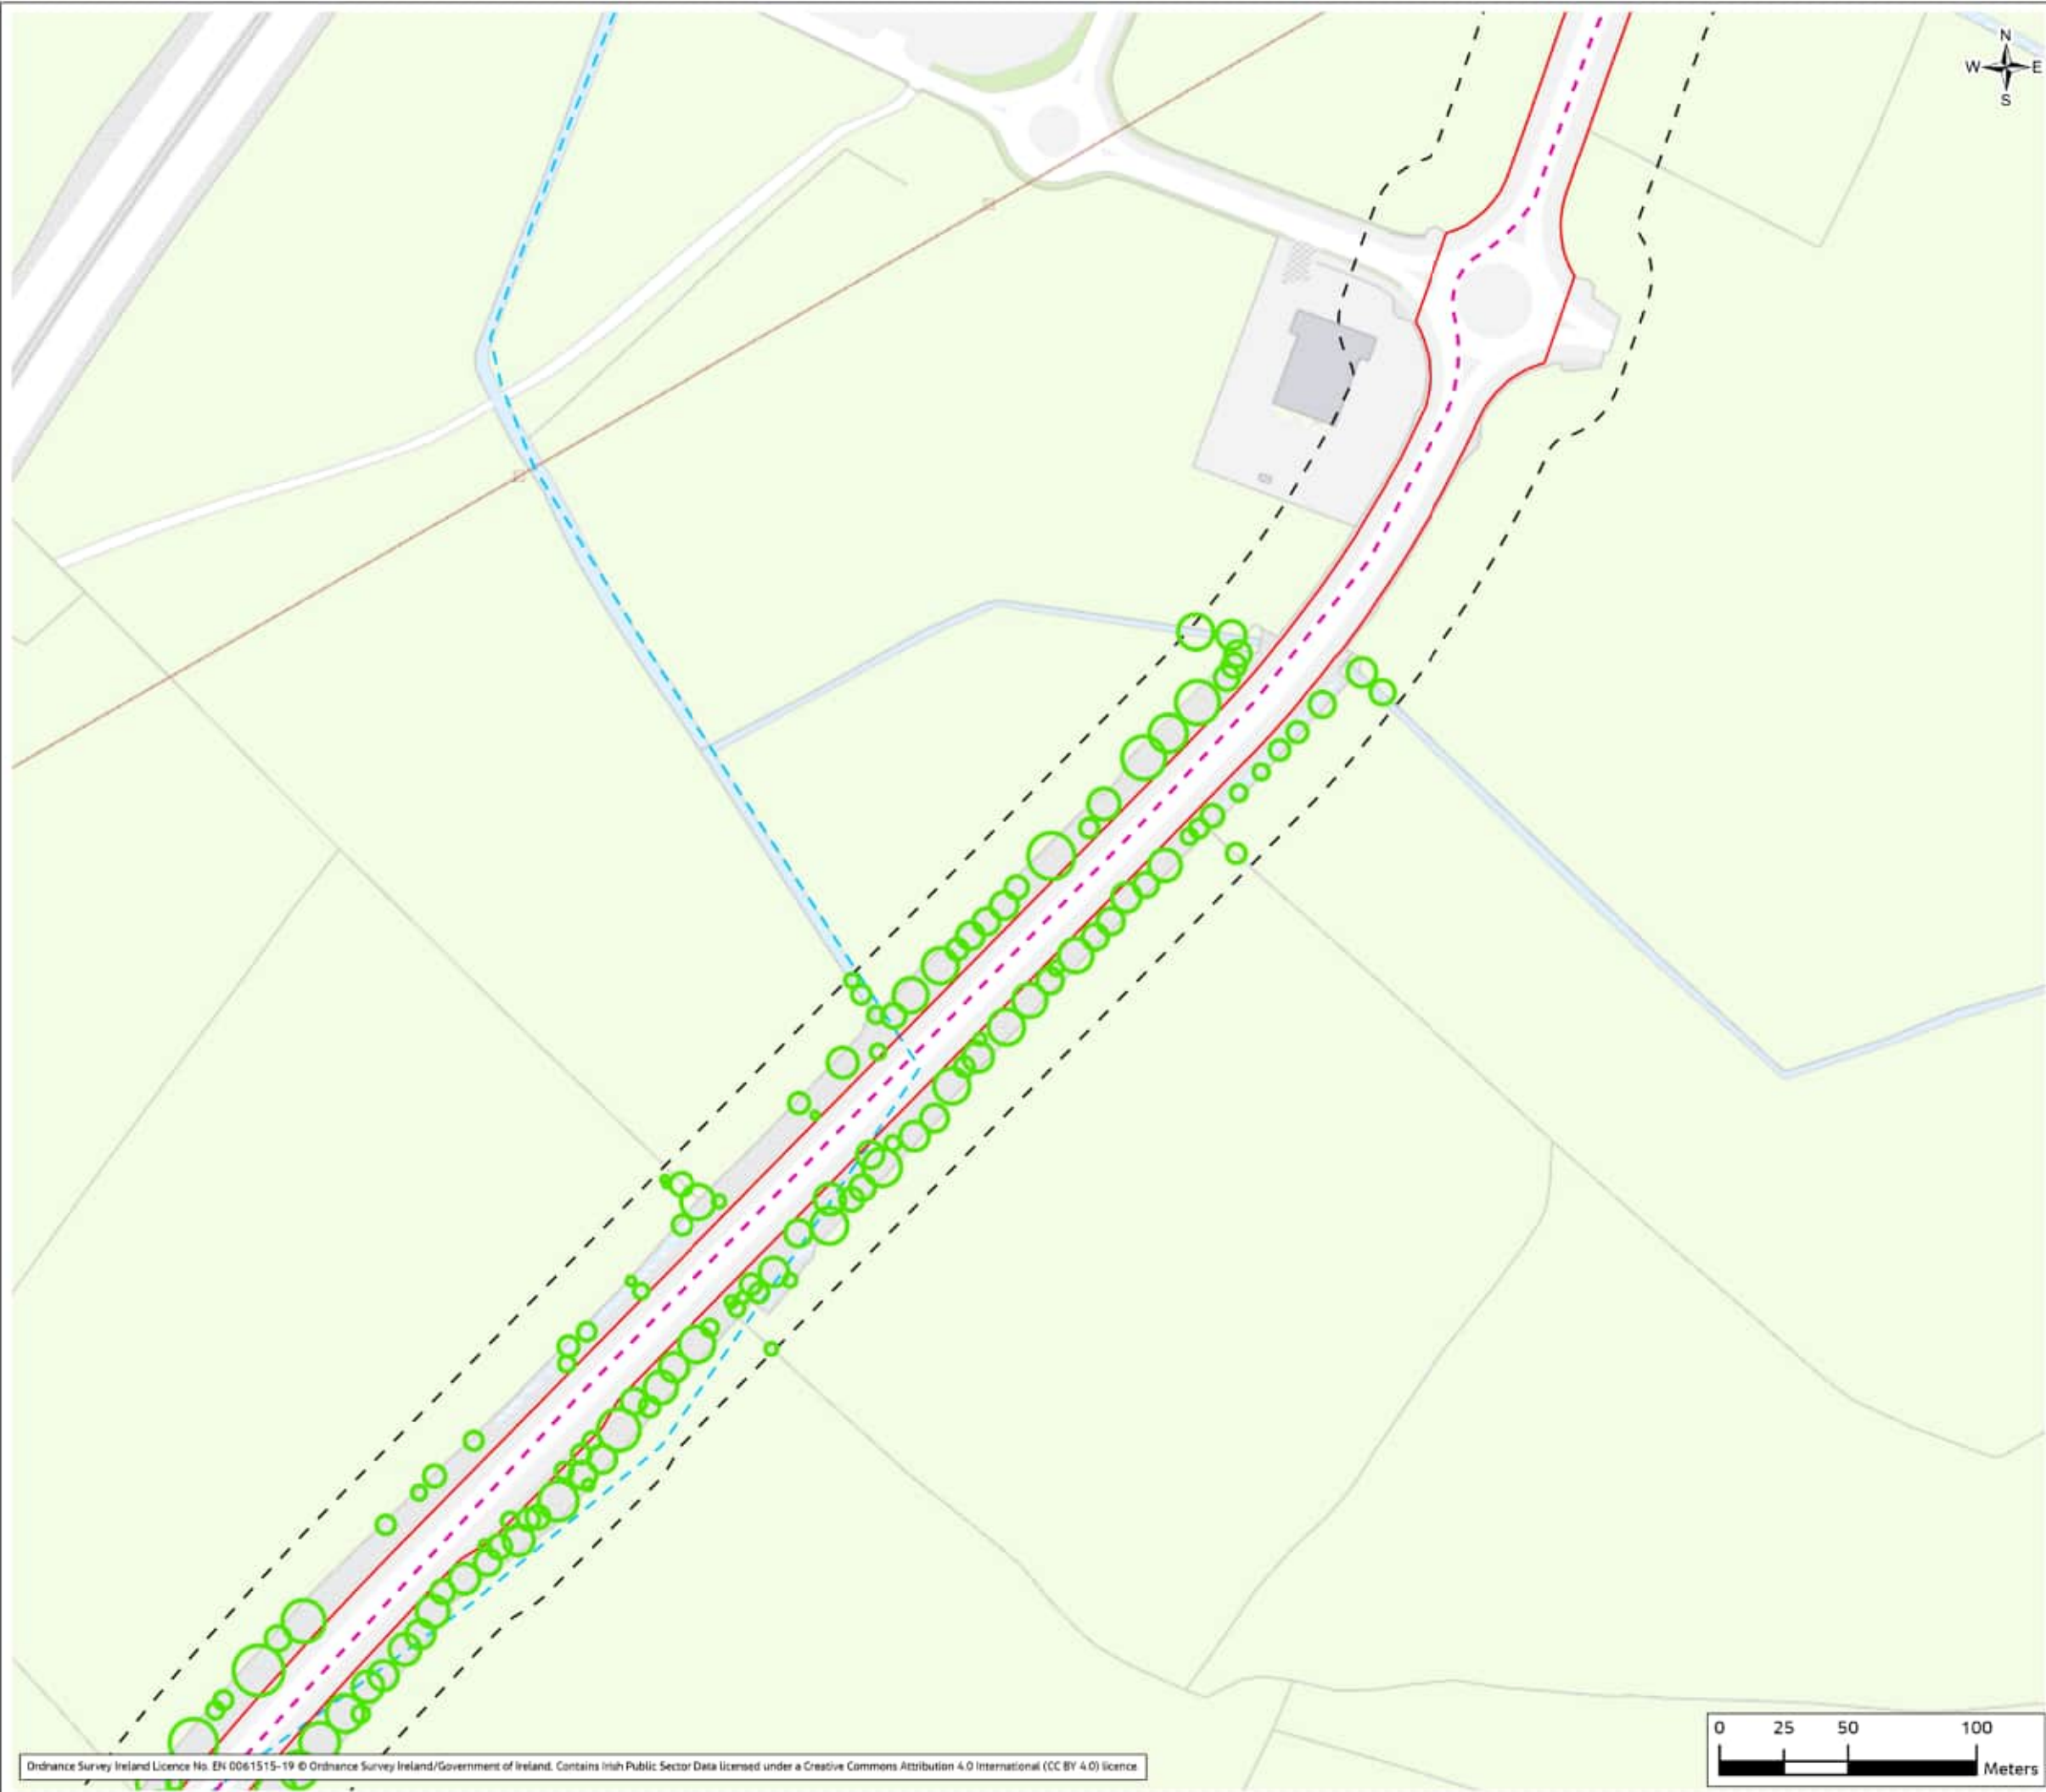 N
W E
S
0 25 50 100
Meters
Ordnance Survey Ireland Licence No. EN 0061515-19 © Ordnance Survey Ireland/Government of Ireland. Contains Irish Public Sector Data licensed under a Creative Commons Attribution 4.0 International (CC BY 4.0) licence